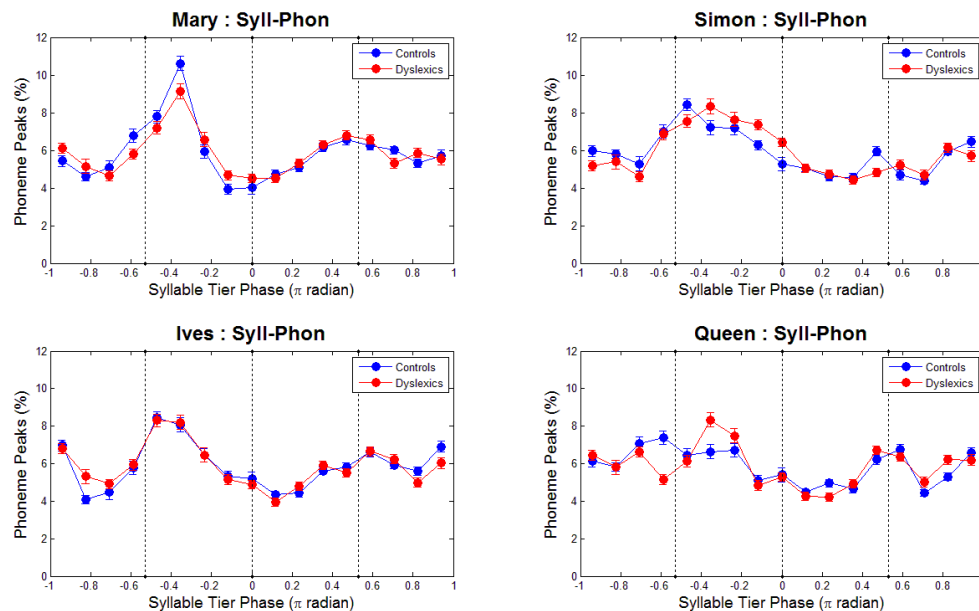 Mary : Syll-Phon
12
10
8
6
4
2
0
Phoneme Peaks (%)
Controls
Dyslexics
-1 -0.8 -0.6 -0.4 -0.2 0 0.2 0.4 0.6 0.8 1
Syllable Tier Phase (π radian)
Simon : Syll-Phon
12
10
8
6
4
2
0
Phoneme Peaks (%)
Controls
Dyslexics
-1 -0.8 -0.6 -0.4 -0.2 0 0.2 0.4 0.6 0.8
Syllable Tier Phase (π radian)
Ives : Syll-Phon
12
10
8
6
4
2
0
Phoneme Peaks (%)
Controls
Dyslexics
-1 -0.8 -0.6 -0.4 -0.2 0 0.2 0.4 0.6 0.8 1
Syllable Tier Phase (π radian)
Queen : Syll-Phon
12
10
8
6
4
2
0
Phoneme Peaks (%)
Controls
Dyslexics
-1 -0.8 -0.6 -0.4 -0.2 0 0.2 0.4 0.6 0.8
Syllable Tier Phase (π radian)